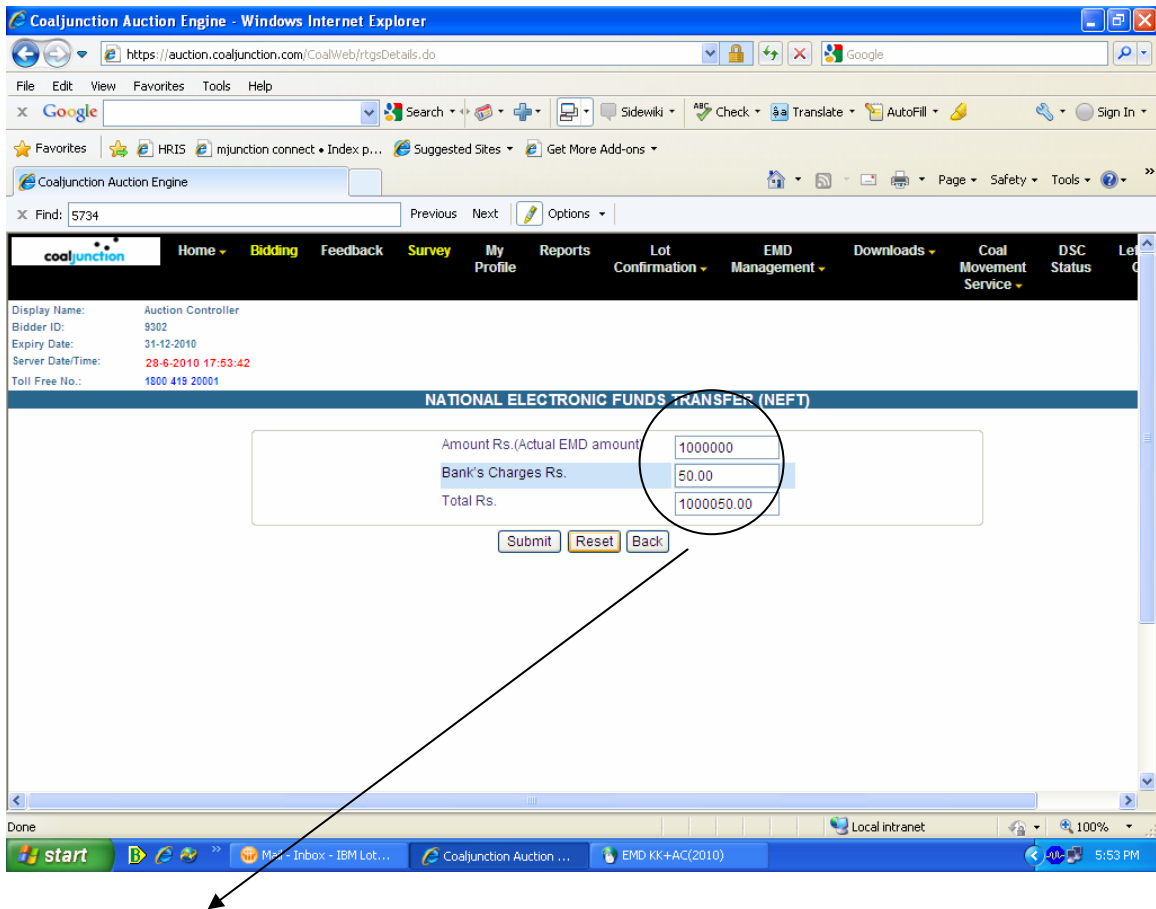 Coaljunction Auction Engine - Windows Internet Explorer
https://auction.coaljunction.com/CoalWeb/rtgsDetails.do
Google
File Edit View Favorites Tools Help
x Google Search Sidewiki ABC Check Translate AutoFill Sign In
Favorites HRIS mjunction connect • Index p... Suggested Sites Get More Add-ons
Coaljunction Auction Engine Page Safety Tools »
x Find: 5734 Previous Next Options
coaljunction Home Bidding Feedback Survey My Profile Reports Lot Confirmation EMD Management Downloads Coal Movement Service DSC Status
Display Name: Auction Controller
Bidder ID: 9302
Expiry Date: 31-12-2010
Server Date/Time: 28-6-2010 17:53:42
Toll Free No.: 1800 419 20001
NATIONAL ELECTRONIC FUNDS TRANSFER (NEFT)
Amount Rs.(Actual EMD amount) 1000000
Bank's Charges Rs. 50.00
Total Rs. 1000050.00
Submit Reset Back
Done Local intranet 100%
start » Mail - Inbox - IBM Lot... Coaljunction Auction ... EMD KK+AC(2010) 5:53 PM